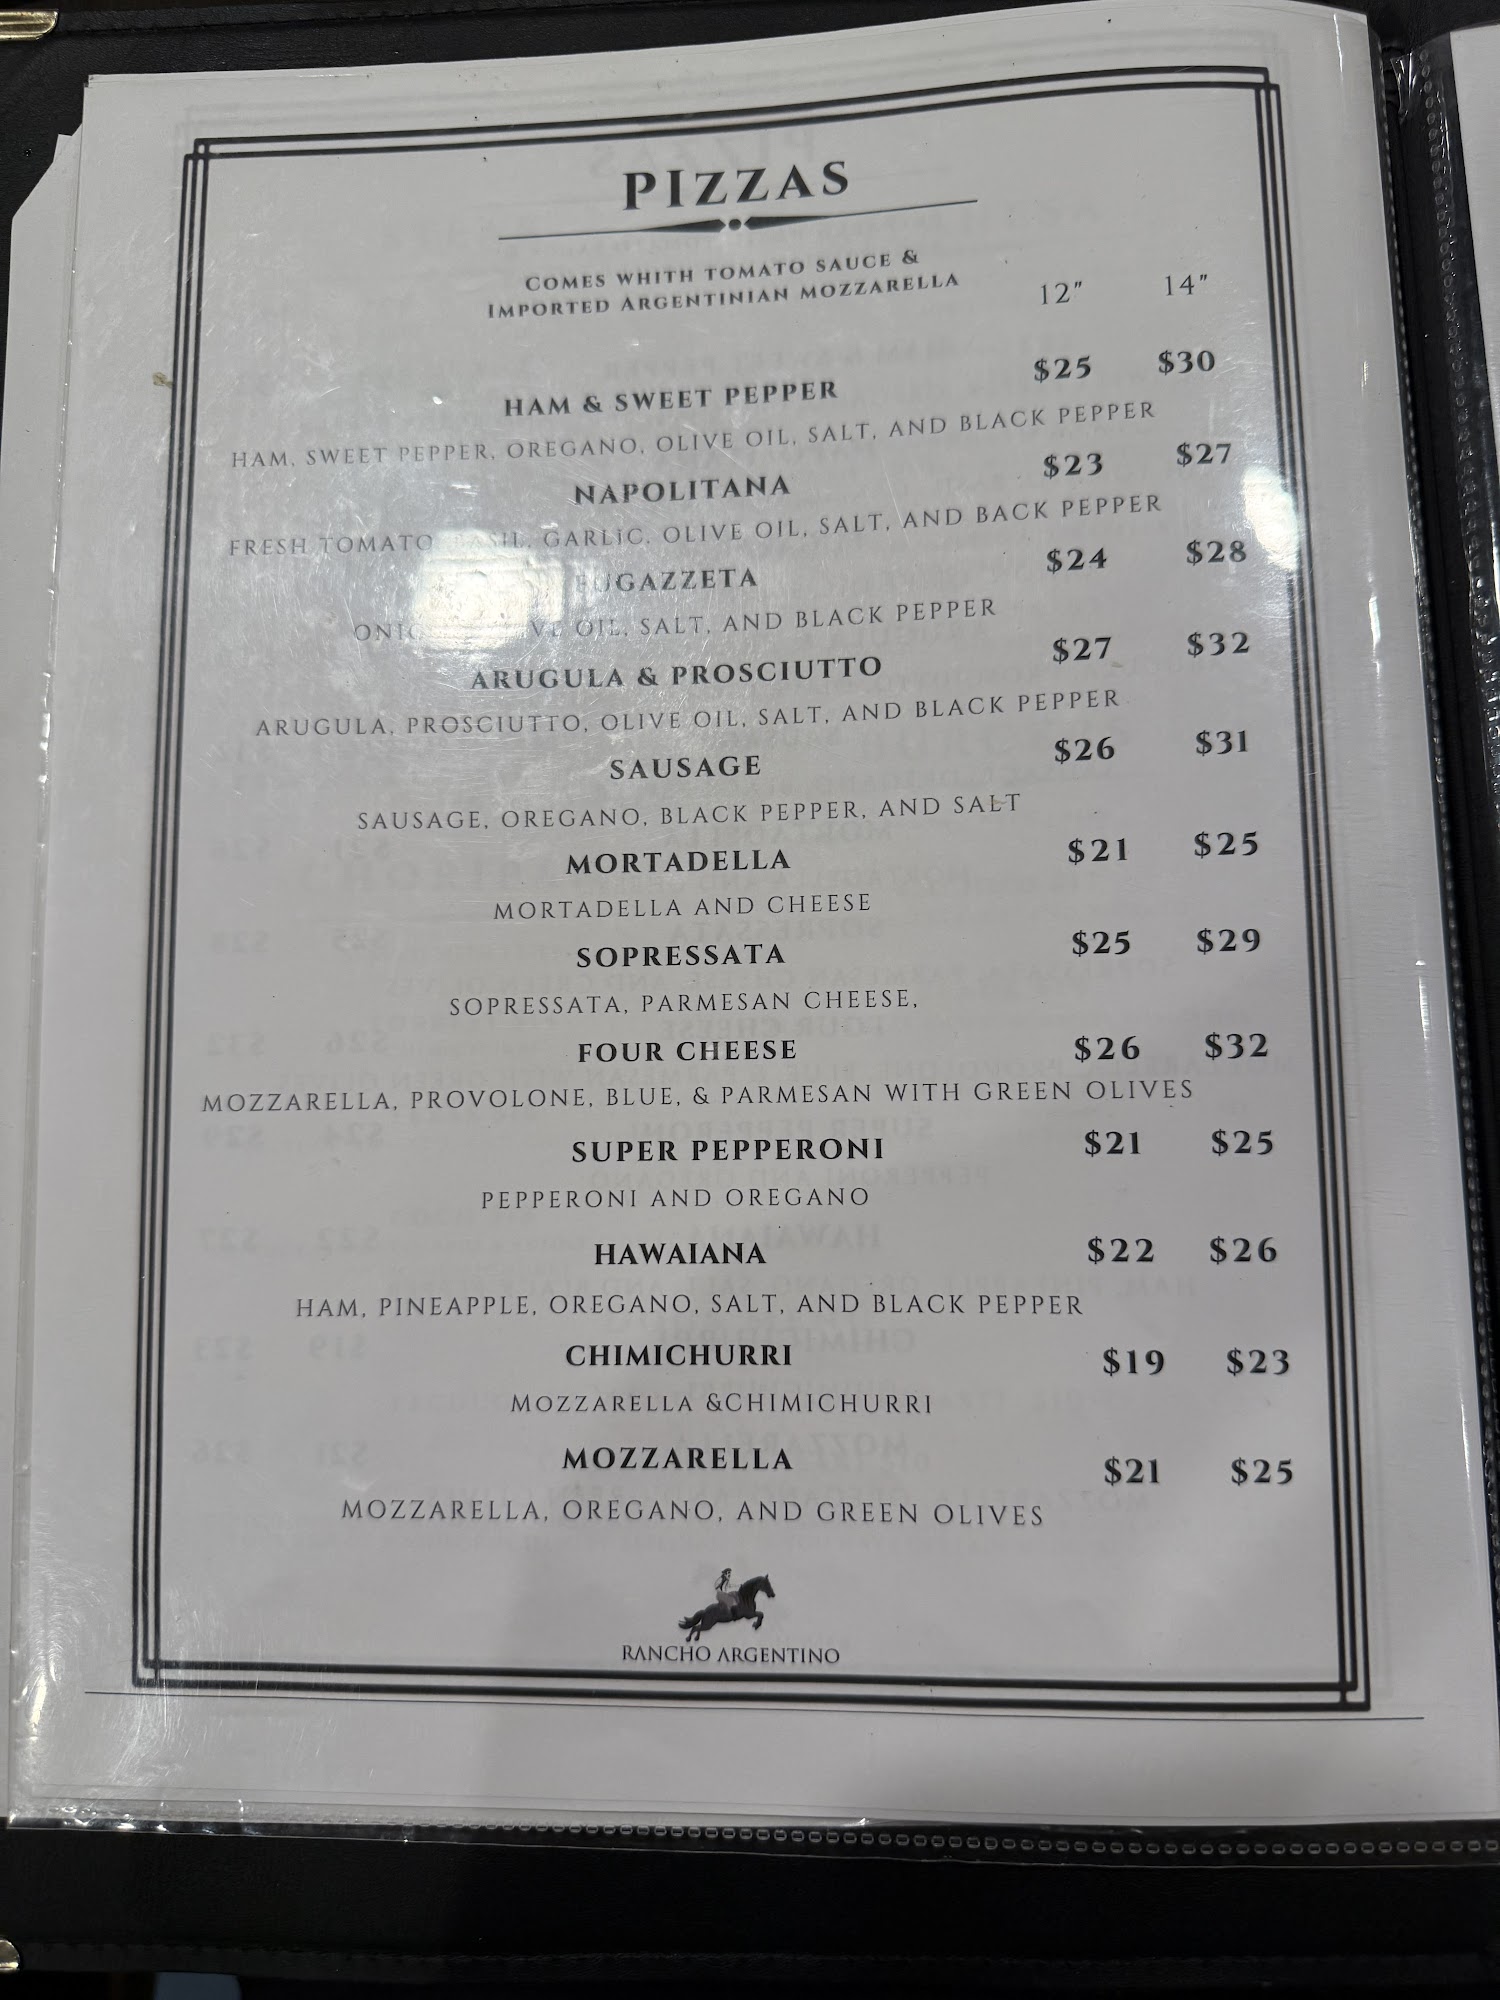 PIZZAS
COMES WHITH TOMATO SAUCE &
IMPORTED ARGENTINIAN MOZZARELLA
12" 14"
HAM & SWEET PEPPER $25 $30
HAM, SWEET PEPPER, OREGANO, OLIVE OIL, SALT, AND BLACK PEPPER
NAPOLITANA $23 $27
FRESH TOMATO BASIL, GARLIC, OLIVE OIL, SALT, AND BACK PEPPER
FUGAZZETA $24 $28
OIL, SALT, AND BLACK PEPPER
ARUGULA & PROSCIUTTO $27 $32
ARUGULA, PROSCIUTTO, OLIVE OIL, SALT, AND BLACK PEPPER
SAUSAGE $26 $31
SAUSAGE, OREGANO, BLACK PEPPER, AND SALT
MORTADELLA $21 $25
MORTADELLA AND CHEESE
SOPRESSATA $25 $29
SOPRESSATA, PARMESAN CHEESE,
FOUR CHEESE $26 $32
MOZZARELLA, PROVOLONE, BLUE, & PARMESAN WITH GREEN OLIVES
SUPER PEPPERONI $21 $25
PEPPERONI AND OREGANO
HAWAIANA $22 $26
HAM, PINEAPPLE, OREGANO, SALT, AND BLACK PEPPER
CHIMICHURRI $19 $23
MOZZARELLA &CHIMICHURRI
MOZZARELLA $21 $25
MOZZARELLA, OREGANO, AND GREEN OLIVES
RANCHO ARGENTINO